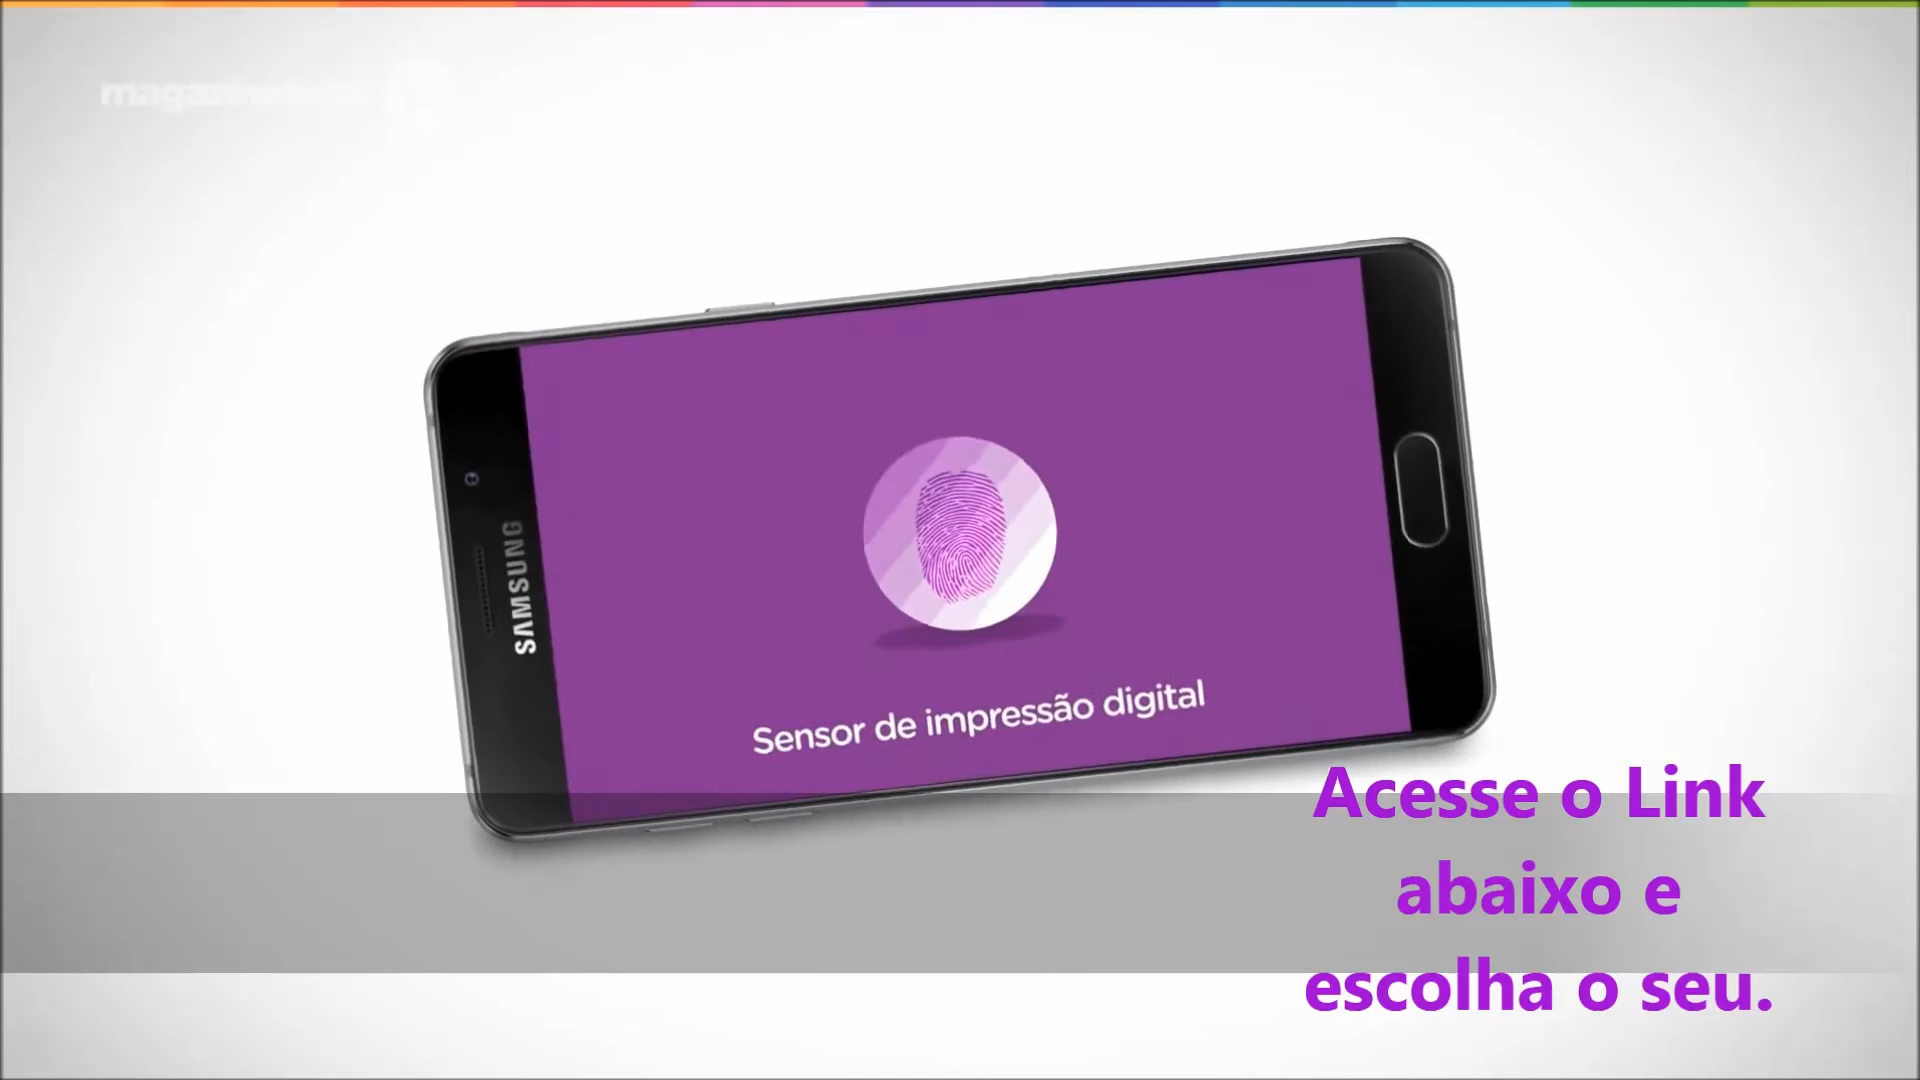 SAMSUNG
Sensor de impressão digital
Acesse o Link
abaixo e
escolha o seu.